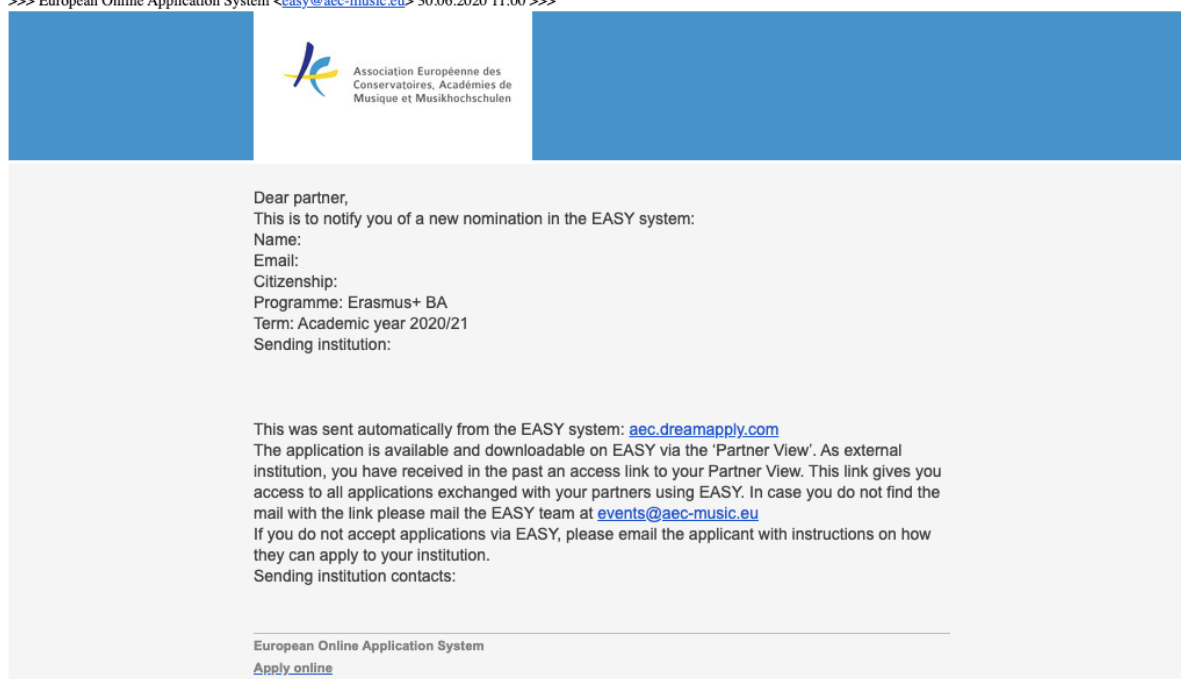 >>> European Online Application System <easy@aec-music.eu> 30.06.2020 11:00 >>>
Association Européenne des
Conservatoires, Académies de
Musique et Musikhochschulen
Dear partner,
This is to notify you of a new nomination in the EASY system:
Name:
Email:
Citizenship:
Programme: Erasmus+ BA
Term: Academic year 2020/21
Sending institution:
This was sent automatically from the EASY system: aec.dreamapply.com
The application is available and downloadable on EASY via the ‘Partner View’. As external
institution, you have received in the past an access link to your Partner View. This link gives you
access to all applications exchanged with your partners using EASY. In case you do not find the
mail with the link please mail the EASY team at events@aec-music.eu
If you do not accept applications via EASY, please email the applicant with instructions on how
they can apply to your institution.
Sending institution contacts:
European Online Application System
Apply online